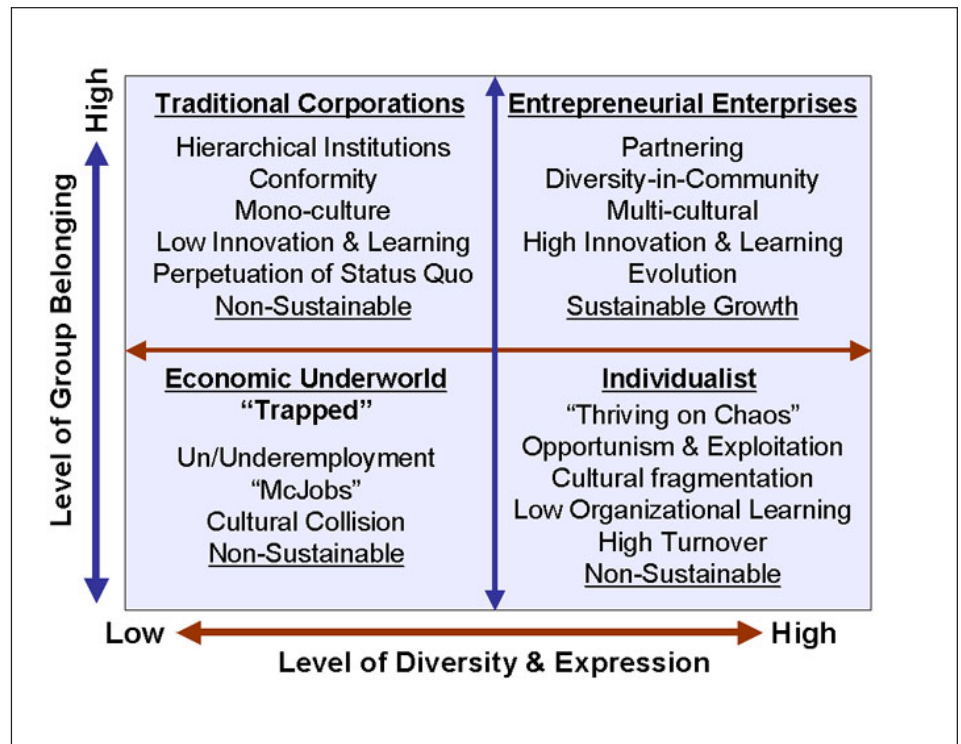 High
Level of Group Belonging
Traditional Corporations
Hierarchical Institutions
Conformity
Mono-culture
Low Innovation & Learning
Perpetuation of Status Quo
Non-Sustainable
Entrepreneurial Enterprises
Partnering
Diversity-in-Community
Multi-cultural
High Innovation & Learning
Evolution
Sustainable Growth
Economic Underworld
“Trapped”
Un/Underemployment
“McJobs”
Cultural Collision
Non-Sustainable
Individualist
“Thriving on Chaos”
Opportunism & Exploitation
Cultural fragmentation
Low Organizational Learning
High Turnover
Non-Sustainable
Low
High
Level of Diversity & Expression